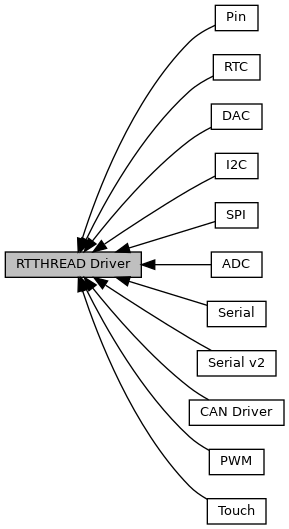 Pin
RTC
DAC
I2C
SPI
RTTHREAD Driver
ADC
Serial
Serial v2
CAN Driver
PWM
Touch